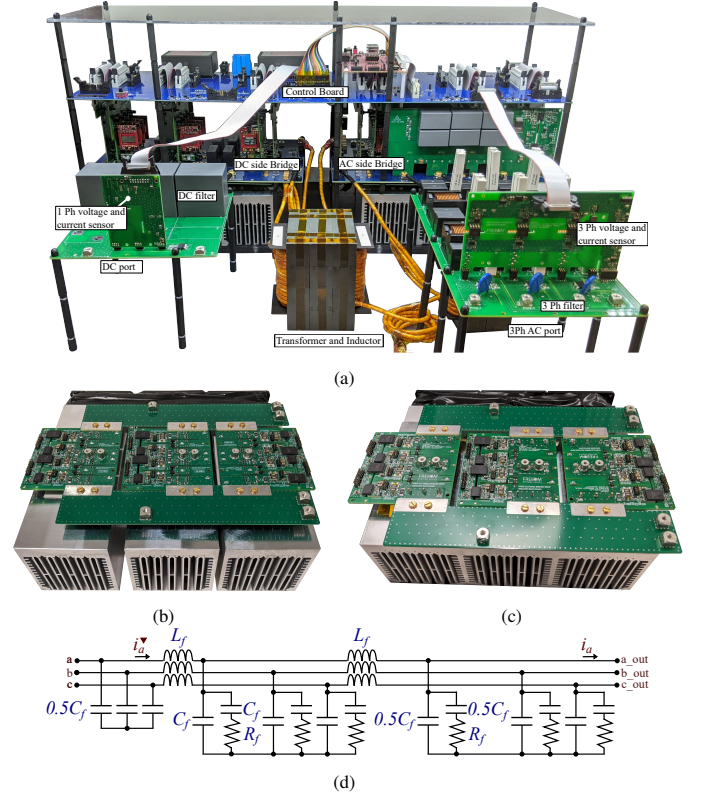 Control Board
DC side Bridge
AC side Bridge
DC filter
1 Ph voltage and
current sensor
3 Ph voltage and
current sensor
DC port
3 Ph filter
3Ph AC port
Transformer and Inductor
(a)
(b)
(c)
i_a▼
L_f
L_f
i_a
a
a_out
b
b_out
c
c_out
0.5C_f
C_f
C_f
R_f
0.5C_f
0.5C_f
R_f
(d)